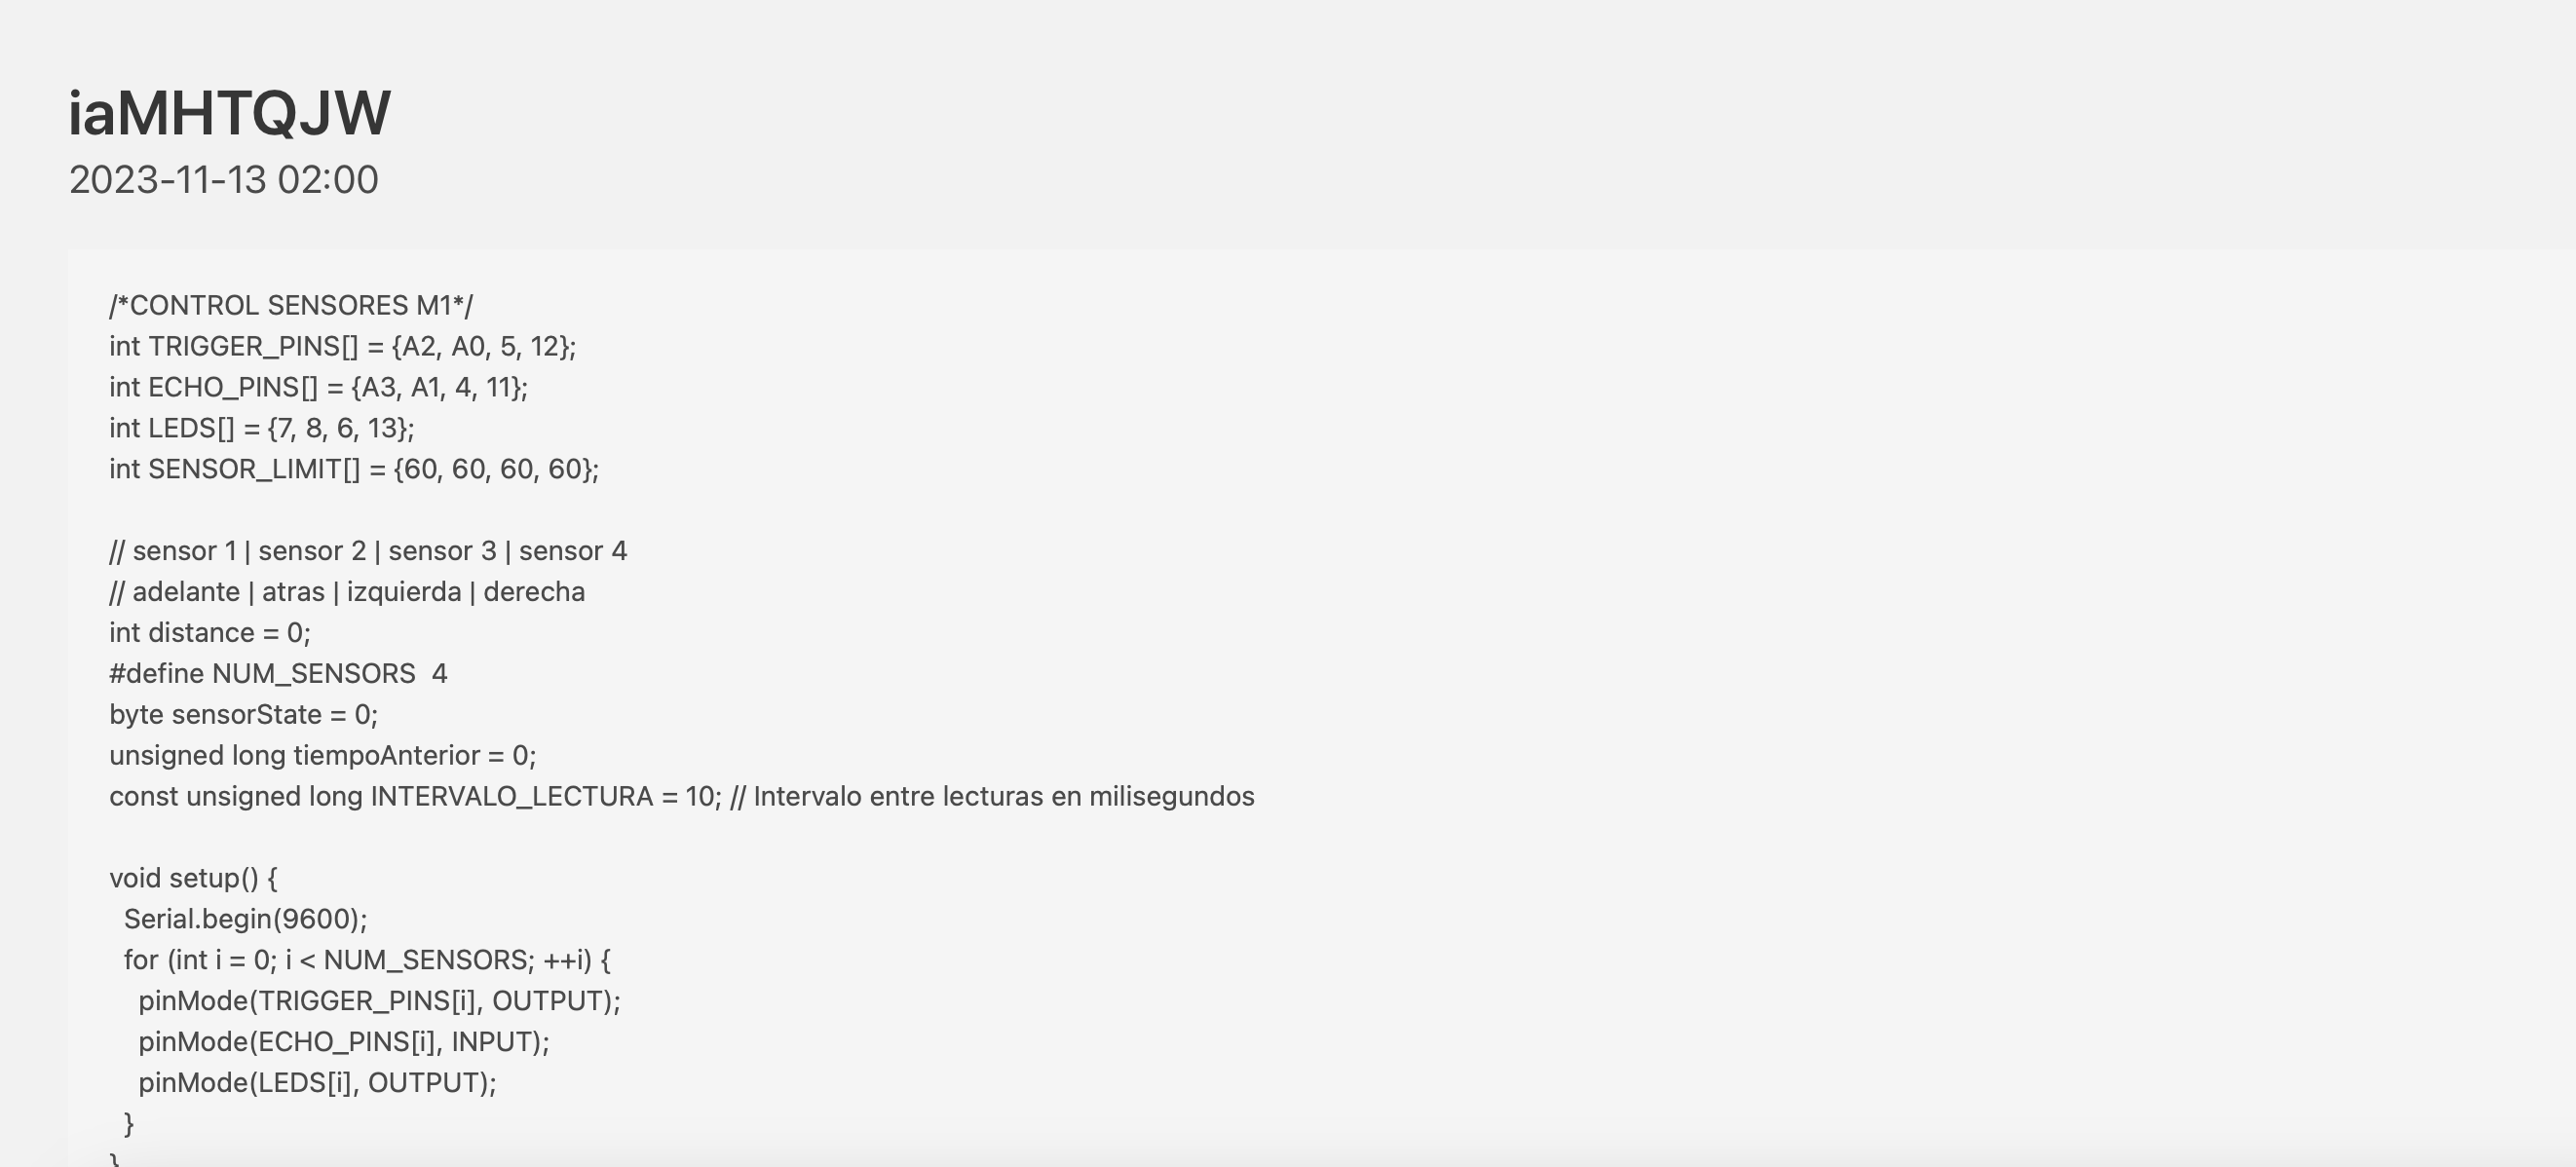 iaMHTQJW
2023-11-13 02:00
/*CONTROL SENSORES M1*/
int TRIGGER_PINS[] = {A2, A0, 5, 12};
int ECHO_PINS[] = {A3, A1, 4, 11};
int LEDS[] = {7, 8, 6, 13};
int SENSOR_LIMIT[] = {60, 60, 60, 60};

// sensor 1 | sensor 2 | sensor 3 | sensor 4
// adelante | atras | izquierda | derecha
int distance = 0;
#define NUM_SENSORS  4
byte sensorState = 0;
unsigned long tiempoAnterior = 0;
const unsigned long INTERVALO_LECTURA = 10; // Intervalo entre lecturas en milisegundos

void setup() {
  Serial.begin(9600);
  for (int i = 0; i < NUM_SENSORS; ++i) {
    pinMode(TRIGGER_PINS[i], OUTPUT);
    pinMode(ECHO_PINS[i], INPUT);
    pinMode(LEDS[i], OUTPUT);
  }
}